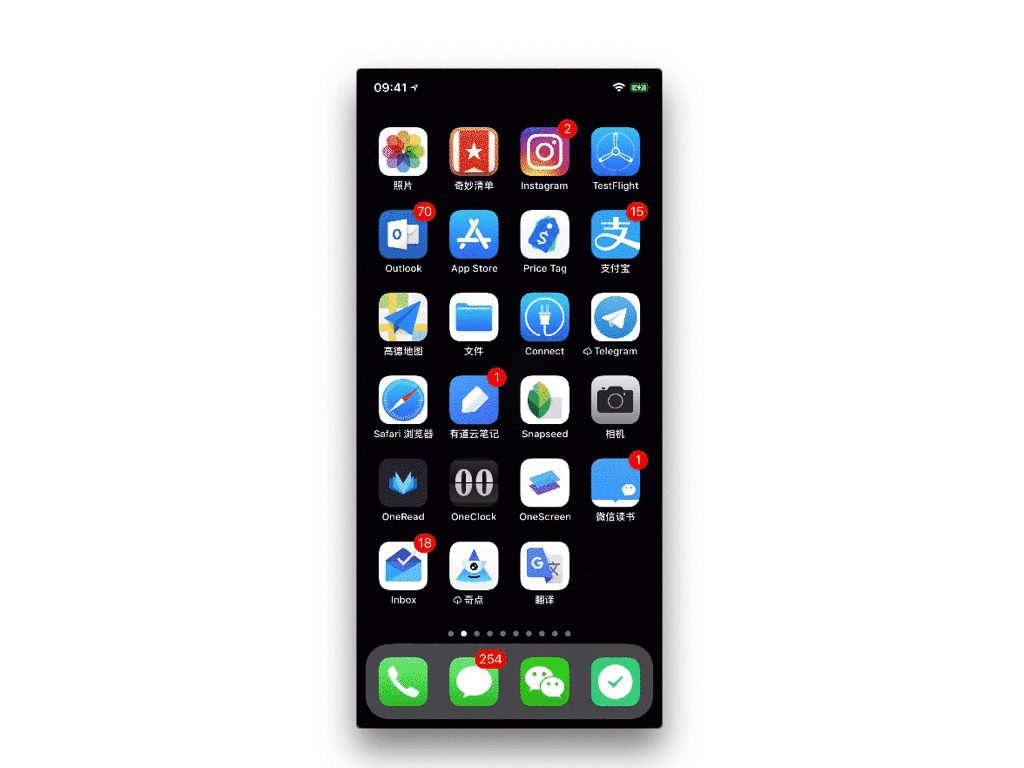 09:41
2
照片 奇妙清单 Instagram TestFlight
70 15
Outlook App Store Price Tag 支付宝
高德地图 文件 Connect Telegram
1
Safari 浏览器 有道云笔记 Snapseed 相机
00 1
OneRead OneClock OneScreen 微信读书
18
Inbox 奇点 翻译
254